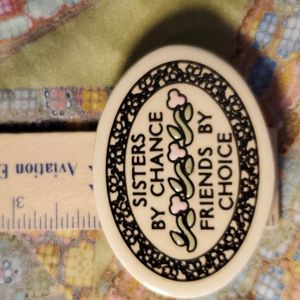 SISTERS
BY CHANCE
FRIENDS BY
CHOICE
Aviation
3